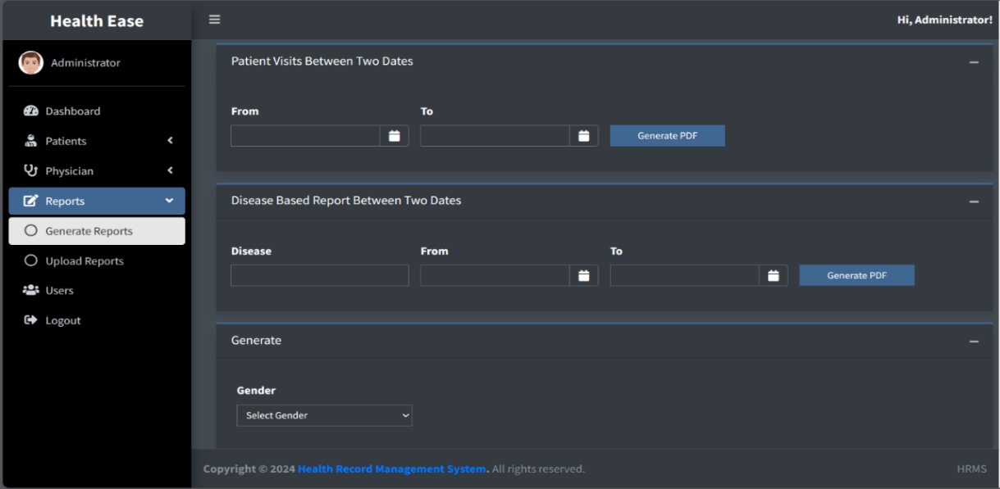 Health Ease
Hi, Administrator!
Administrator
Dashboard
Patients
Physician
Reports
Generate Reports
Upload Reports
Users
Logout
Patient Visits Between Two Dates
From To
Generate PDF
Disease Based Report Between Two Dates
Disease From To
Generate PDF
Generate
Gender
Select Gender
Copyright © 2024 Health Record Management System. All rights reserved. HRMS